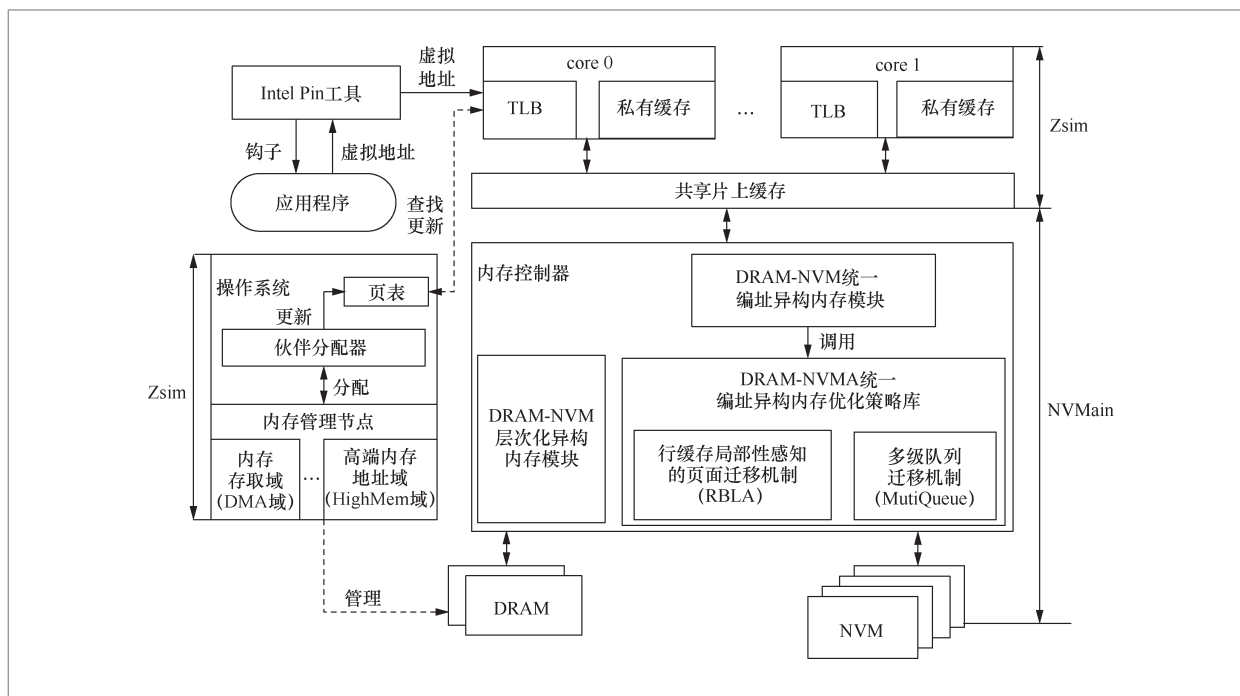 虚拟
地址
core 0
core 1
Intel Pin工具
TLB
私有缓存
…
TLB
私有缓存
Zsim
钩子
虚拟地址
应用程序
查找
更新
共享片上缓存
操作系统
页表
更新
伙伴分配器
分配
Zsim
内存管理节点
内存
存取域
(DMA域)
…
高端内存
地址域
(HighMem域)
管理
内存控制器
DRAM-NVM统一
编址异构内存模块
调用
DRAM-NVM
层次化异构
内存模块
DRAM-NVMA统一
编址异构内存优化策略库
行缓存局部性感知
的页面迁移机制
(RBLA)
多级队列
迁移机制
(MutiQueue)
NVMain
DRAM
NVM